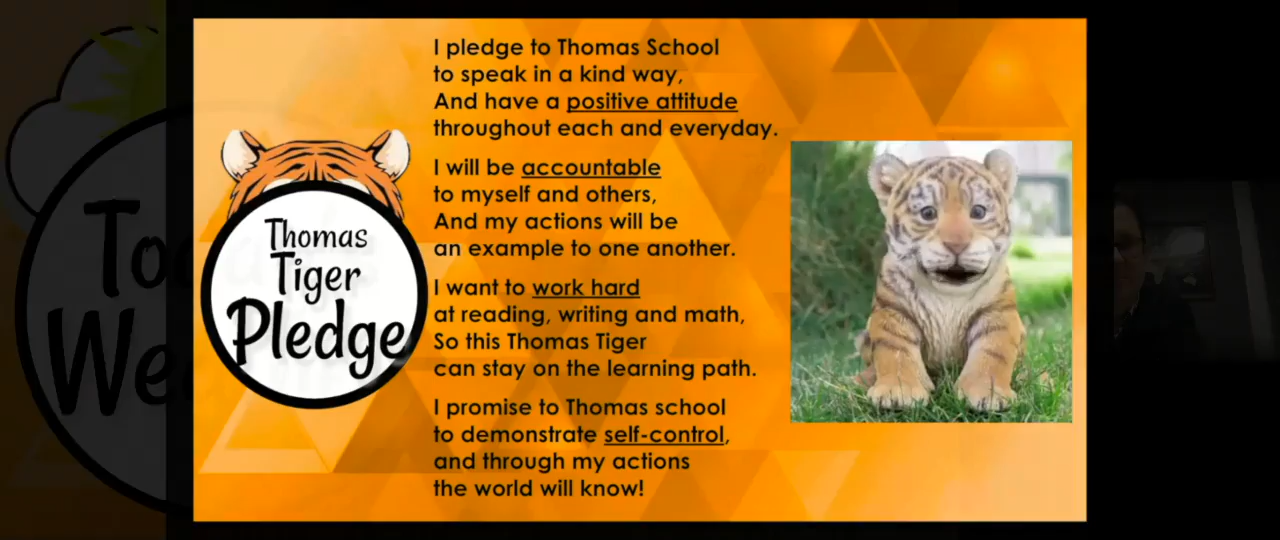 Thomas
Tiger
Pledge
I pledge to Thomas School
to speak in a kind way,
And have a positive attitude
throughout each and everyday.
I will be accountable
to myself and others,
And my actions will be
an example to one another.
I want to work hard
at reading, writing and math,
So this Thomas Tiger
can stay on the learning path.
I promise to Thomas school
to demonstrate self-control,
and through my actions
the world will know!